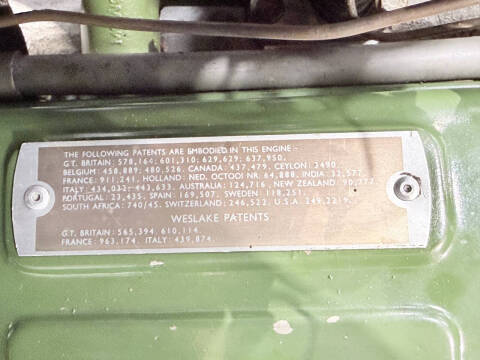 THE FOLLOWING PATENTS ARE EMBODIED IN THIS ENGINE:-
GT. BRITAIN: 578,164; 601,310; 629,629; 637,950.
BELGIUM: 458,889; 480,526. CANADA: 437,479. CEYLON: 2490.
FRANCE: 911,241. HOLLAND: NED. OCTOOI NR 64,888. INDIA: 32,577.
ITALY: 434,032; 443,633. AUSTRALIA: 124,716. NEW ZEALAND:
PORTUGAL: 23,435. SPAIN: 169,507. SWEDEN: 118,251.
SOUTH AFRICA: 740/45. SWITZERLAND: 246,522. U.S.A.
WESLAKE PATENTS
GT. BRITAIN: 565,394. 610,114.
FRANCE: 963,174. ITALY: 439,874.